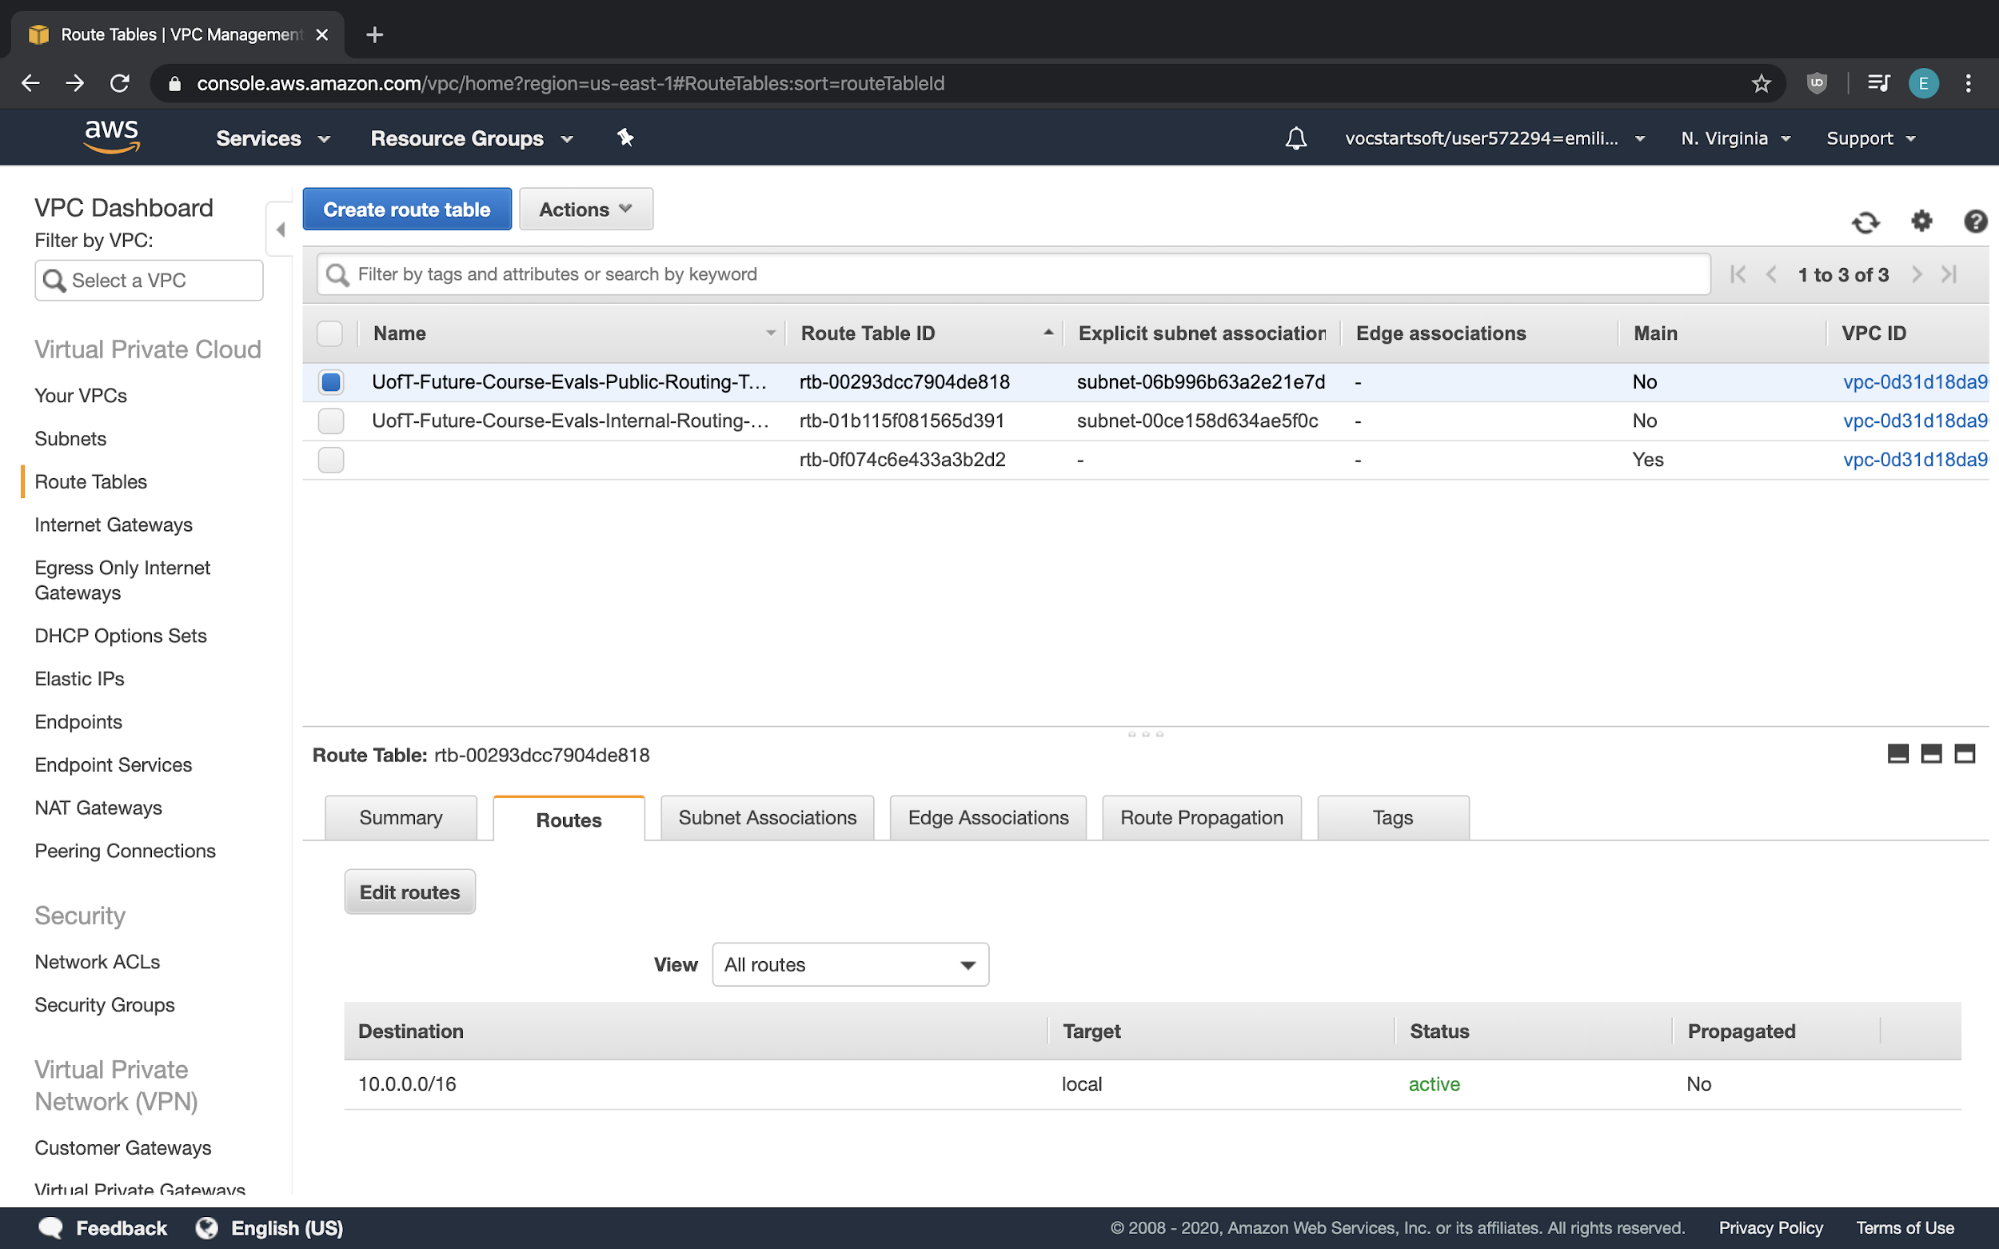 Route Tables | VPC Management
console.aws.amazon.com/vpc/home?region=us-east-1#RouteTables:sort=routeTableId
UD
E
aws
Services
Resource Groups
vocstartsoft/user572294=emili...
N. Virginia
Support
VPC Dashboard
Filter by VPC:
Select a VPC
Virtual Private Cloud
Your VPCs
Subnets
Route Tables
Internet Gateways
Egress Only Internet
Gateways
DHCP Options Sets
Elastic IPs
Endpoints
Endpoint Services
NAT Gateways
Peering Connections
Security
Network ACLs
Security Groups
Virtual Private
Network (VPN)
Customer Gateways
Virtual Private Gateways
Create route table
Actions
Filter by tags and attributes or search by keyword
1 to 3 of 3
Name Route Table ID Explicit subnet association Edge associations Main VPC ID
UofT-Future-Course-Evals-Public-Routing-T... rtb-00293dcc7904de818 subnet-06b996b63a2e21e7d - No vpc-0d31d18da9
UofT-Future-Course-Evals-Internal-Routing-... rtb-01b115f081565d391 subnet-00ce158d634ae5f0c - No vpc-0d31d18da9
rtb-0f074c6e433a3b2d2 - - Yes vpc-0d31d18da9
Route Table: rtb-00293dcc7904de818
Summary
Routes
Subnet Associations
Edge Associations
Route Propagation
Tags
Edit routes
View All routes
Destination Target Status Propagated
10.0.0.0/16 local active No
Feedback
English (US)
© 2008 - 2020, Amazon Web Services, Inc. or its affiliates. All rights reserved.
Privacy Policy
Terms of Use